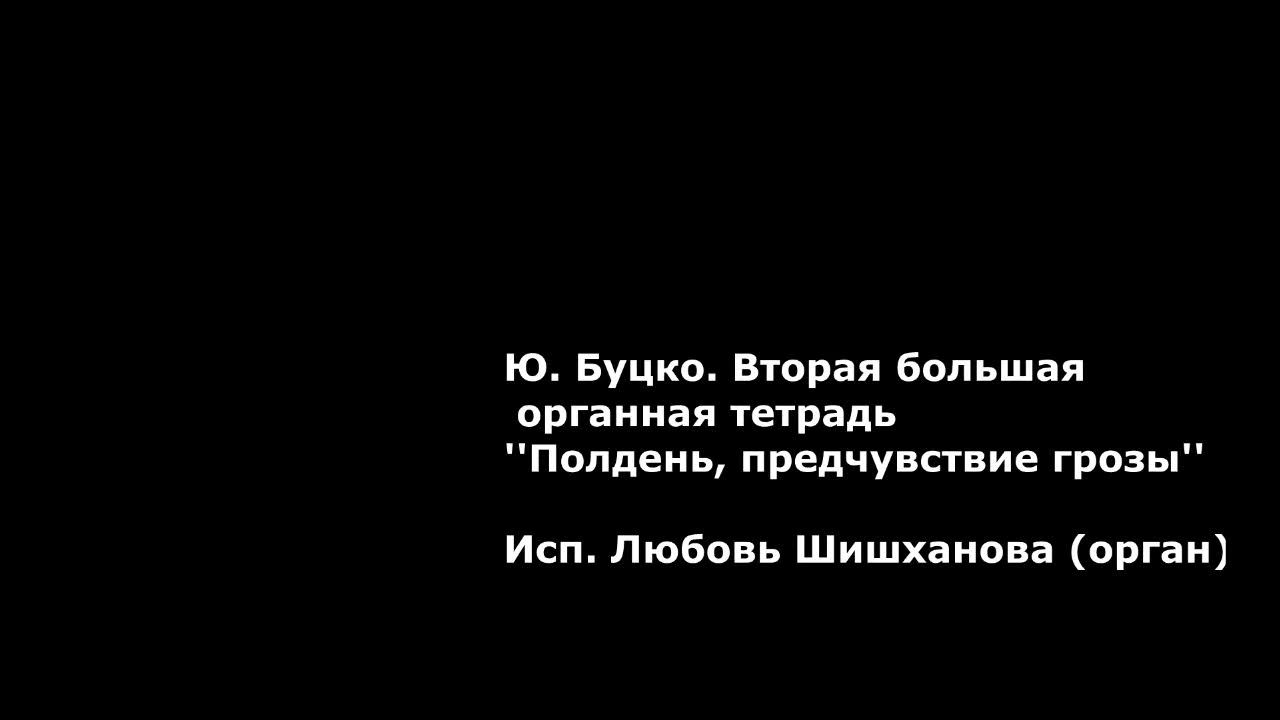 Ю. Буцко. Вторая большая
органная тетрадь
''Полдень, предчувствие грозы''
Исп. Любовь Шишханова (орган)